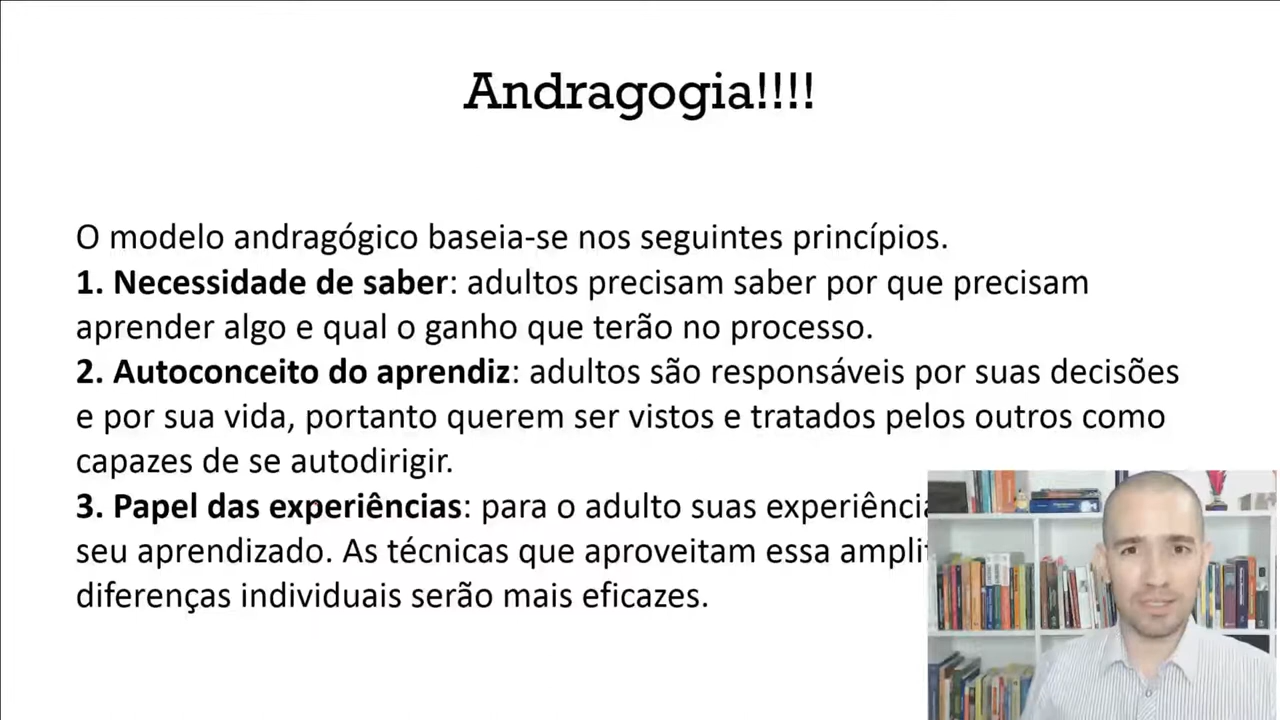 Andragogia!!!!
O modelo andragógico baseia-se nos seguintes princípios.
1. Necessidade de saber: adultos precisam saber por que precisam
aprender algo e qual o ganho que terão no processo.
2. Autoconceito do aprendiz: adultos são responsáveis por suas decisões
e por sua vida, portanto querem ser vistos e tratados pelos outros como
capazes de se autodirigir.
3. Papel das experiências: para o adulto suas
seu aprendizado. As técnicas que aproveitam essa
diferenças individuais serão mais eficazes.